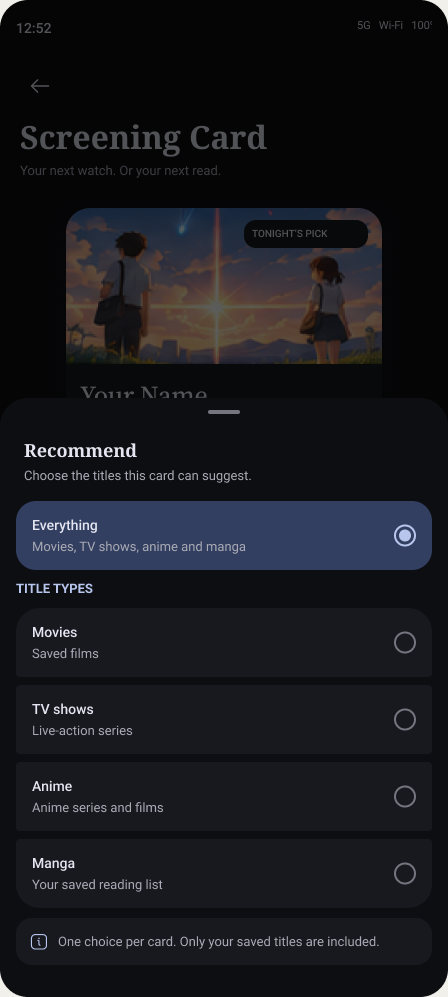 12:52
5G Wi-Fi 100%
Screening Card
Your next watch. Or your next read.
TONIGHT'S PICK
Your Name
Recommend
Choose the titles this card can suggest.
Everything
Movies, TV shows, anime and manga
TITLE TYPES
Movies
Saved films
TV shows
Live-action series
Anime
Anime series and films
Manga
Your saved reading list
One choice per card. Only your saved titles are included.